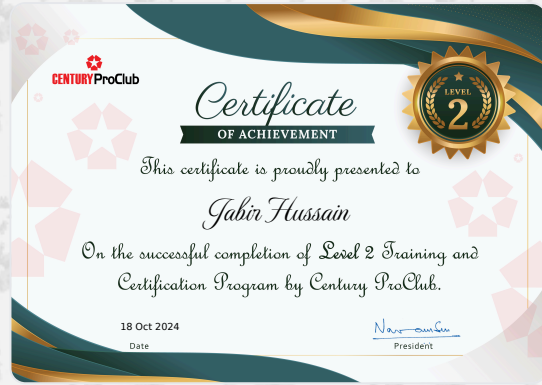 CENTURY ProClub
Certificate
OF ACHIEVEMENT
LEVEL
2
This certificate is proudly presented to
Jabir Hussain
On the successful completion of Level 2 Training and
Certification Program by Century ProClub.
18 Oct 2024
Date
President